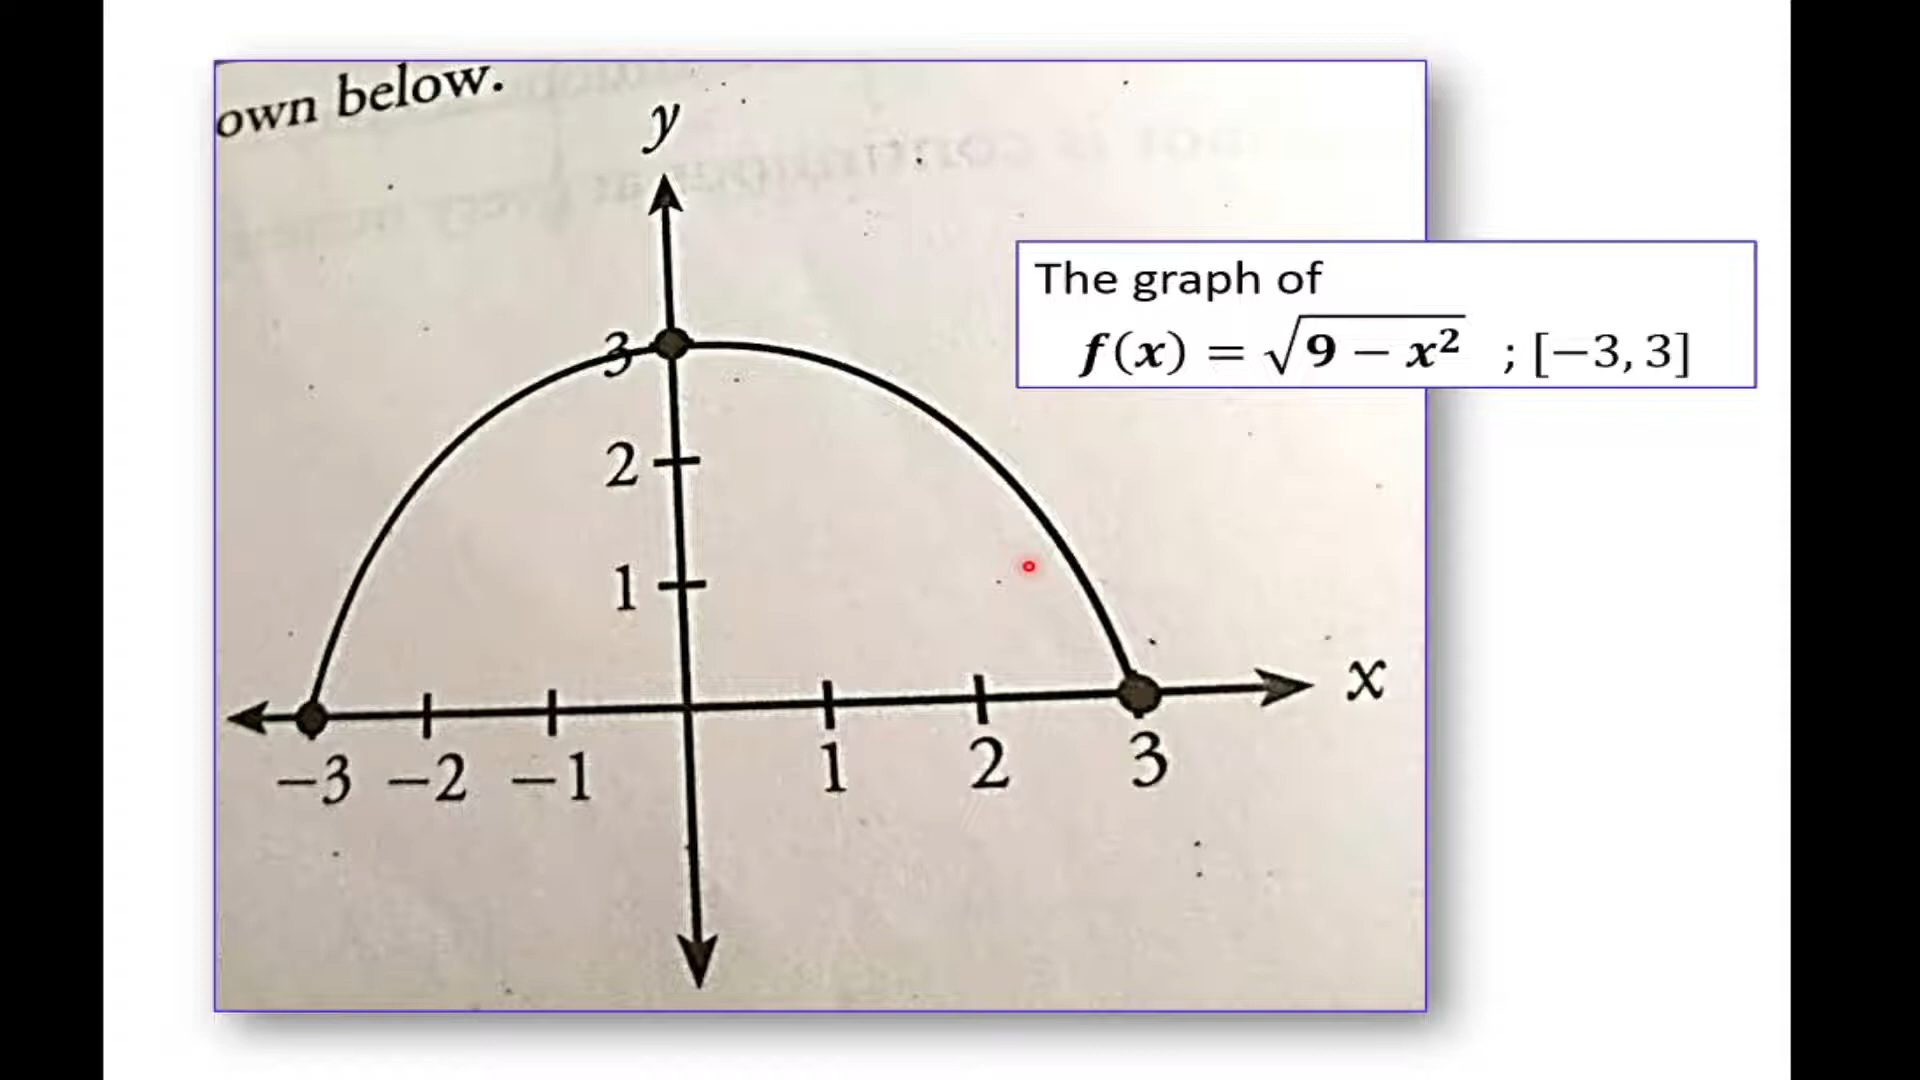 own below.
y
The graph of
f(x) = √9 − x² ; [−3, 3]
3
2
1
x
−3 −2 −1 1 2 3